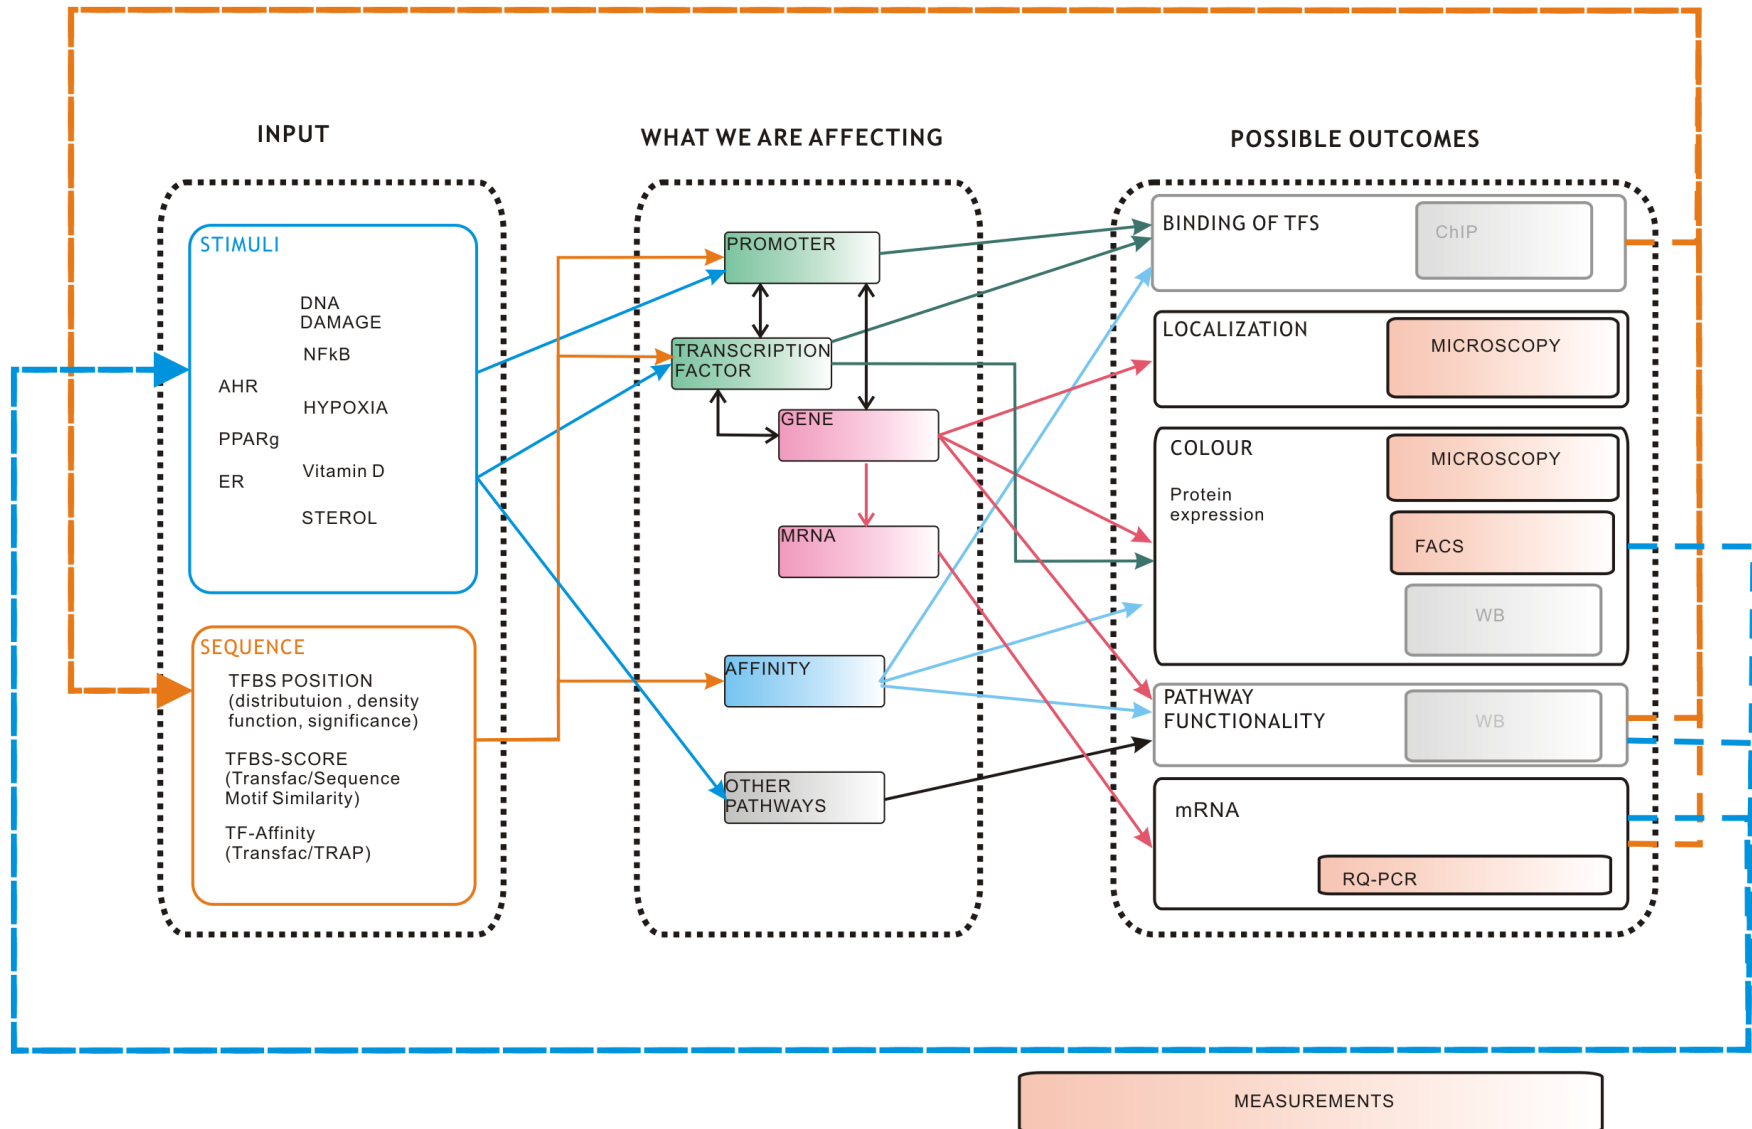 INPUT
WHAT WE ARE AFFECTING
POSSIBLE OUTCOMES
STIMULI
DNA
DAMAGE
NFkB
AHR
HYPOXIA
PPARg
Vitamin D
ER
STEROL
SEQUENCE
TFBS POSITION
(distributuion , density
function, significance)
TFBS-SCORE
(Transfac/Sequence
Motif Similarity)
TF-Affinity
(Transfac/TRAP)
PROMOTER
TRANSCRIPTION
FACTOR
GENE
MRNA
AFFINITY
OTHER
PATHWAYS
BINDING OF TFS
ChIP
LOCALIZATION
MICROSCOPY
COLOUR
MICROSCOPY
Protein
expression
FACS
WB
PATHWAY
FUNCTIONALITY
WB
mRNA
RQ-PCR
MEASUREMENTS